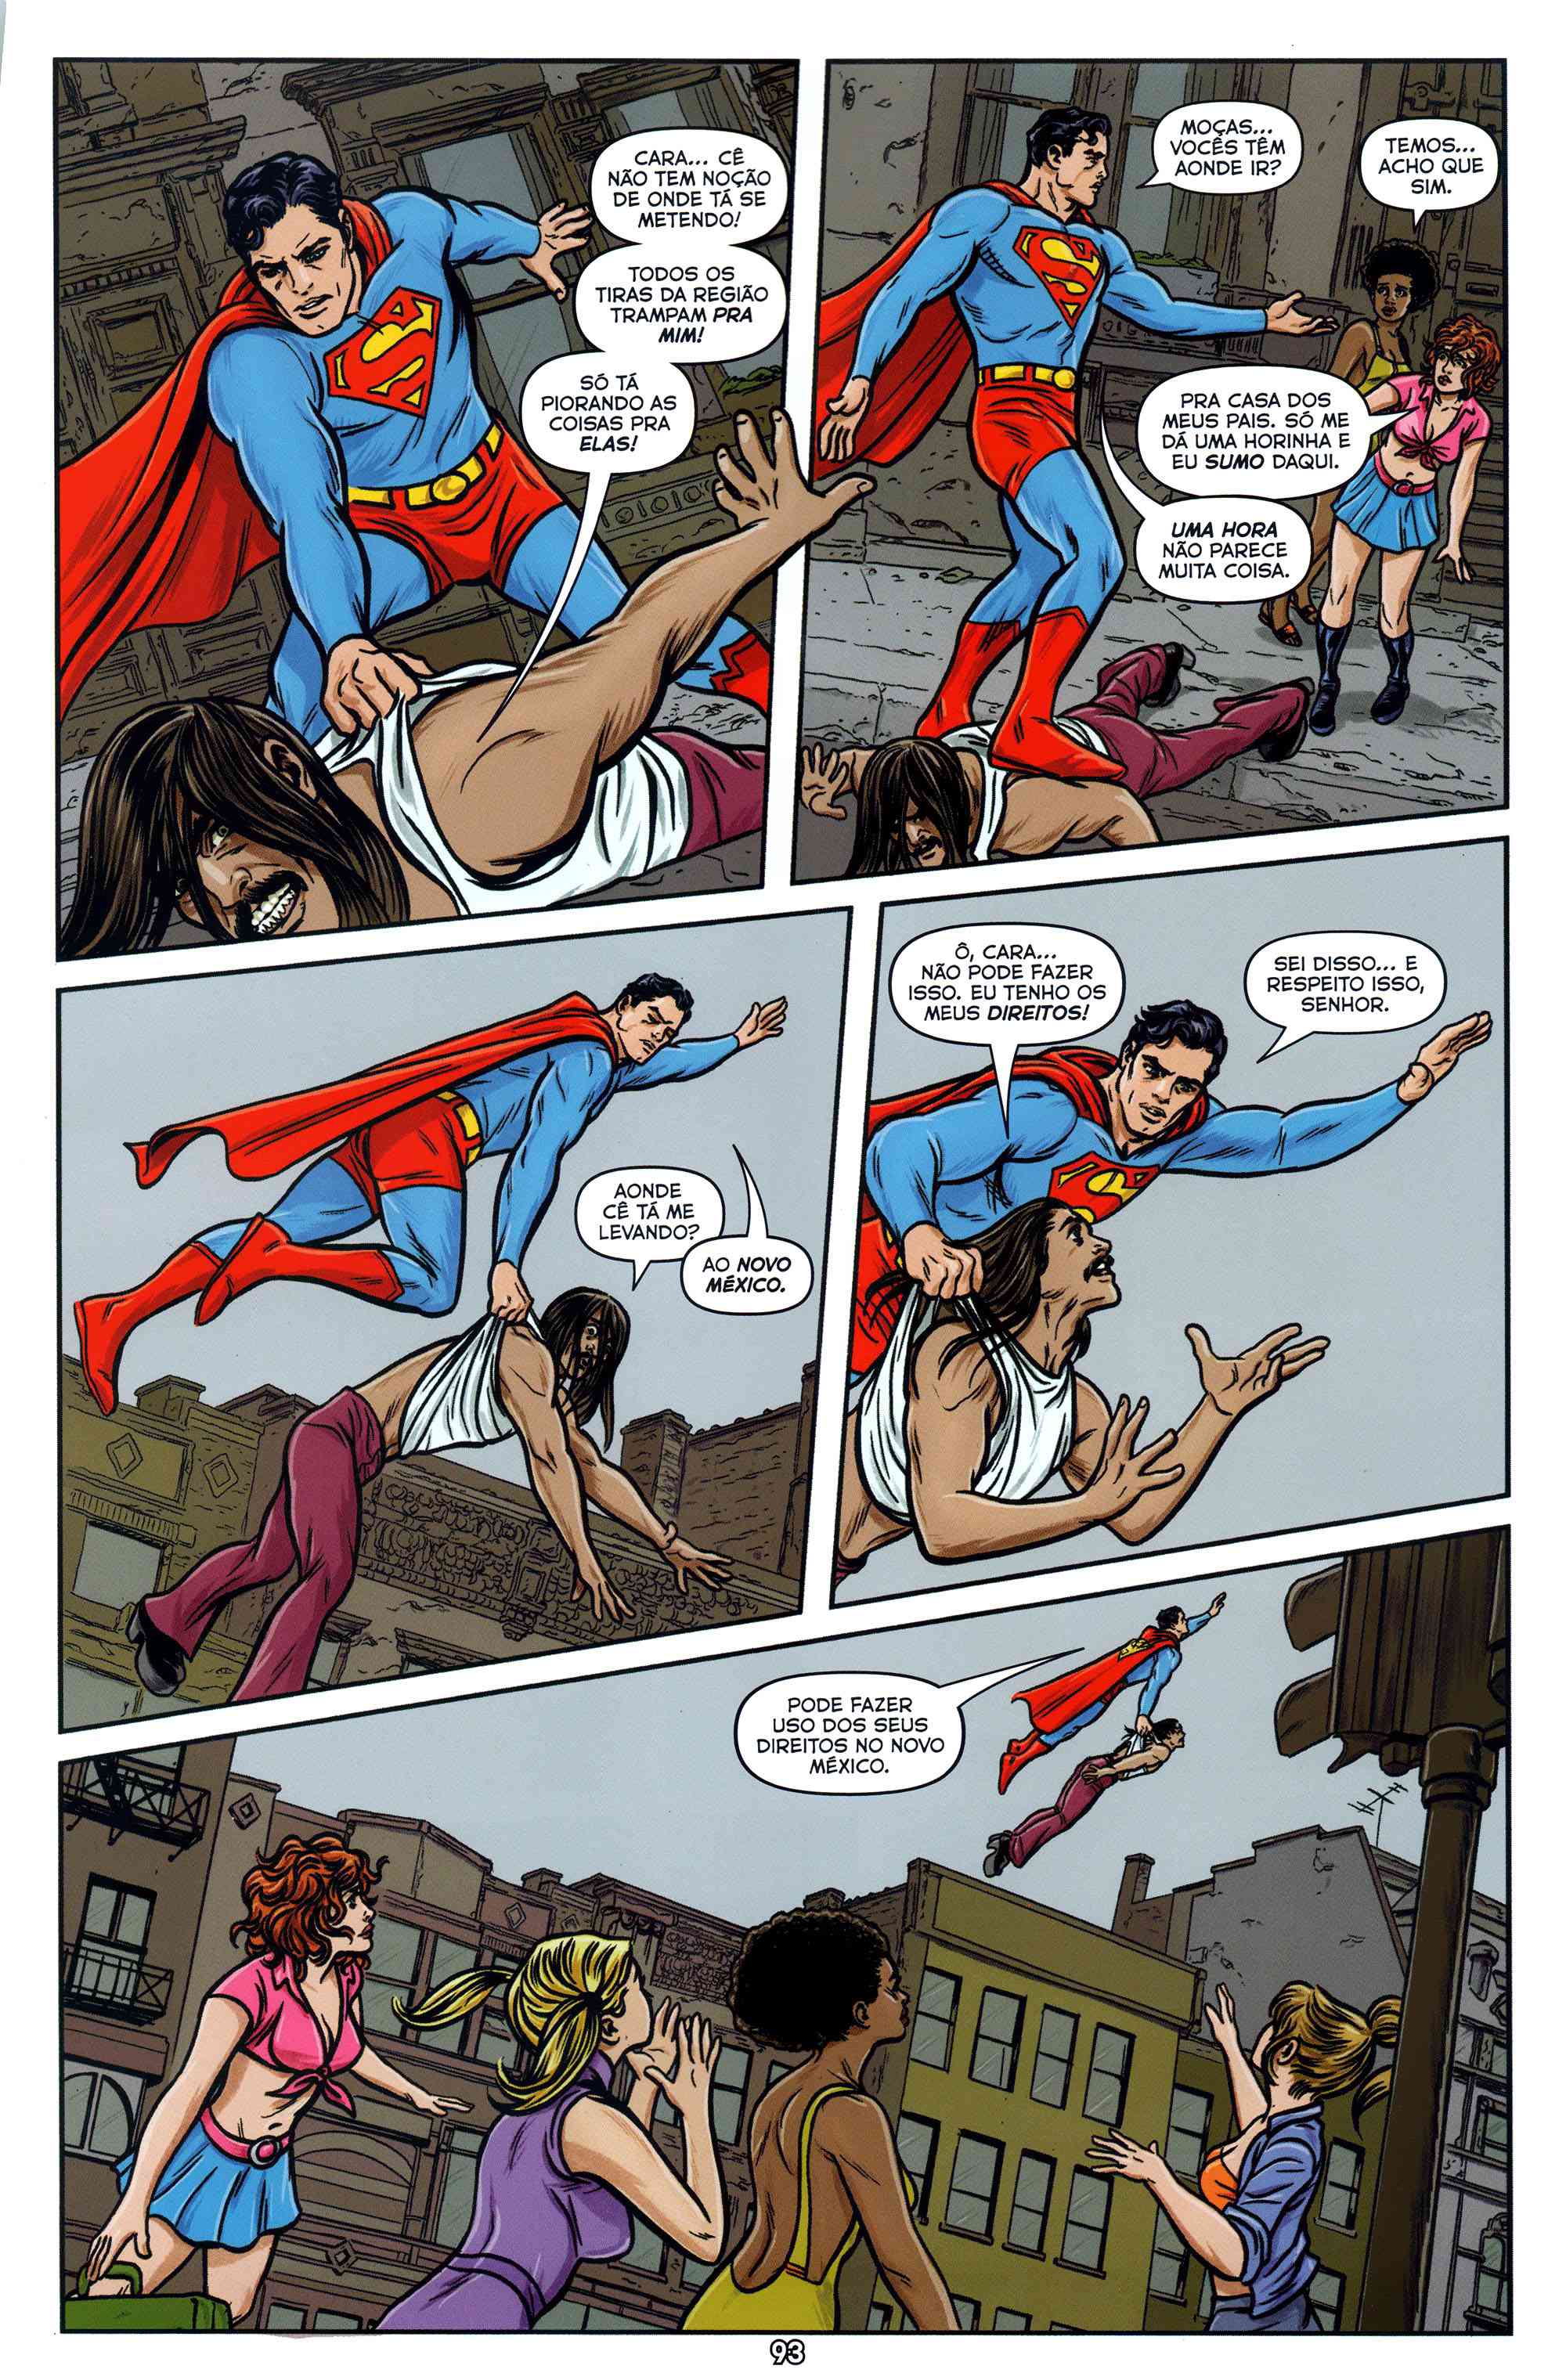 CARA... CÊ
NÃO TEM NOÇÃO
DE ONDE TÁ SE
METENDO!
TODOS OS
TIRAS DA REGIÃO
TRAMPAM PRA
MIM!
SÓ TÁ
PIORANDO AS
COISAS PRA
ELAS!
MOÇAS...
VOCÊS TÊM
AONDE IR?
TEMOS...
ACHO QUE
SIM.
PRA CASA DOS
MEUS PAIS. SÓ ME
DÁ UMA HORINHA E
EU SUMO DAQUI.
UMA HORA
NÃO PARECE
MUITA COISA.
AONDE
CÊ TÁ ME
LEVANDO?
AO NOVO
MÉXICO.
Ô, CARA...
NÃO PODE FAZER
ISSO. EU TENHO OS
MEUS DIREITOS!
SEI DISSO... E
RESPEITO ISSO,
SENHOR.
PODE FAZER
USO DOS SEUS
DIREITOS NO NOVO
MÉXICO.
93